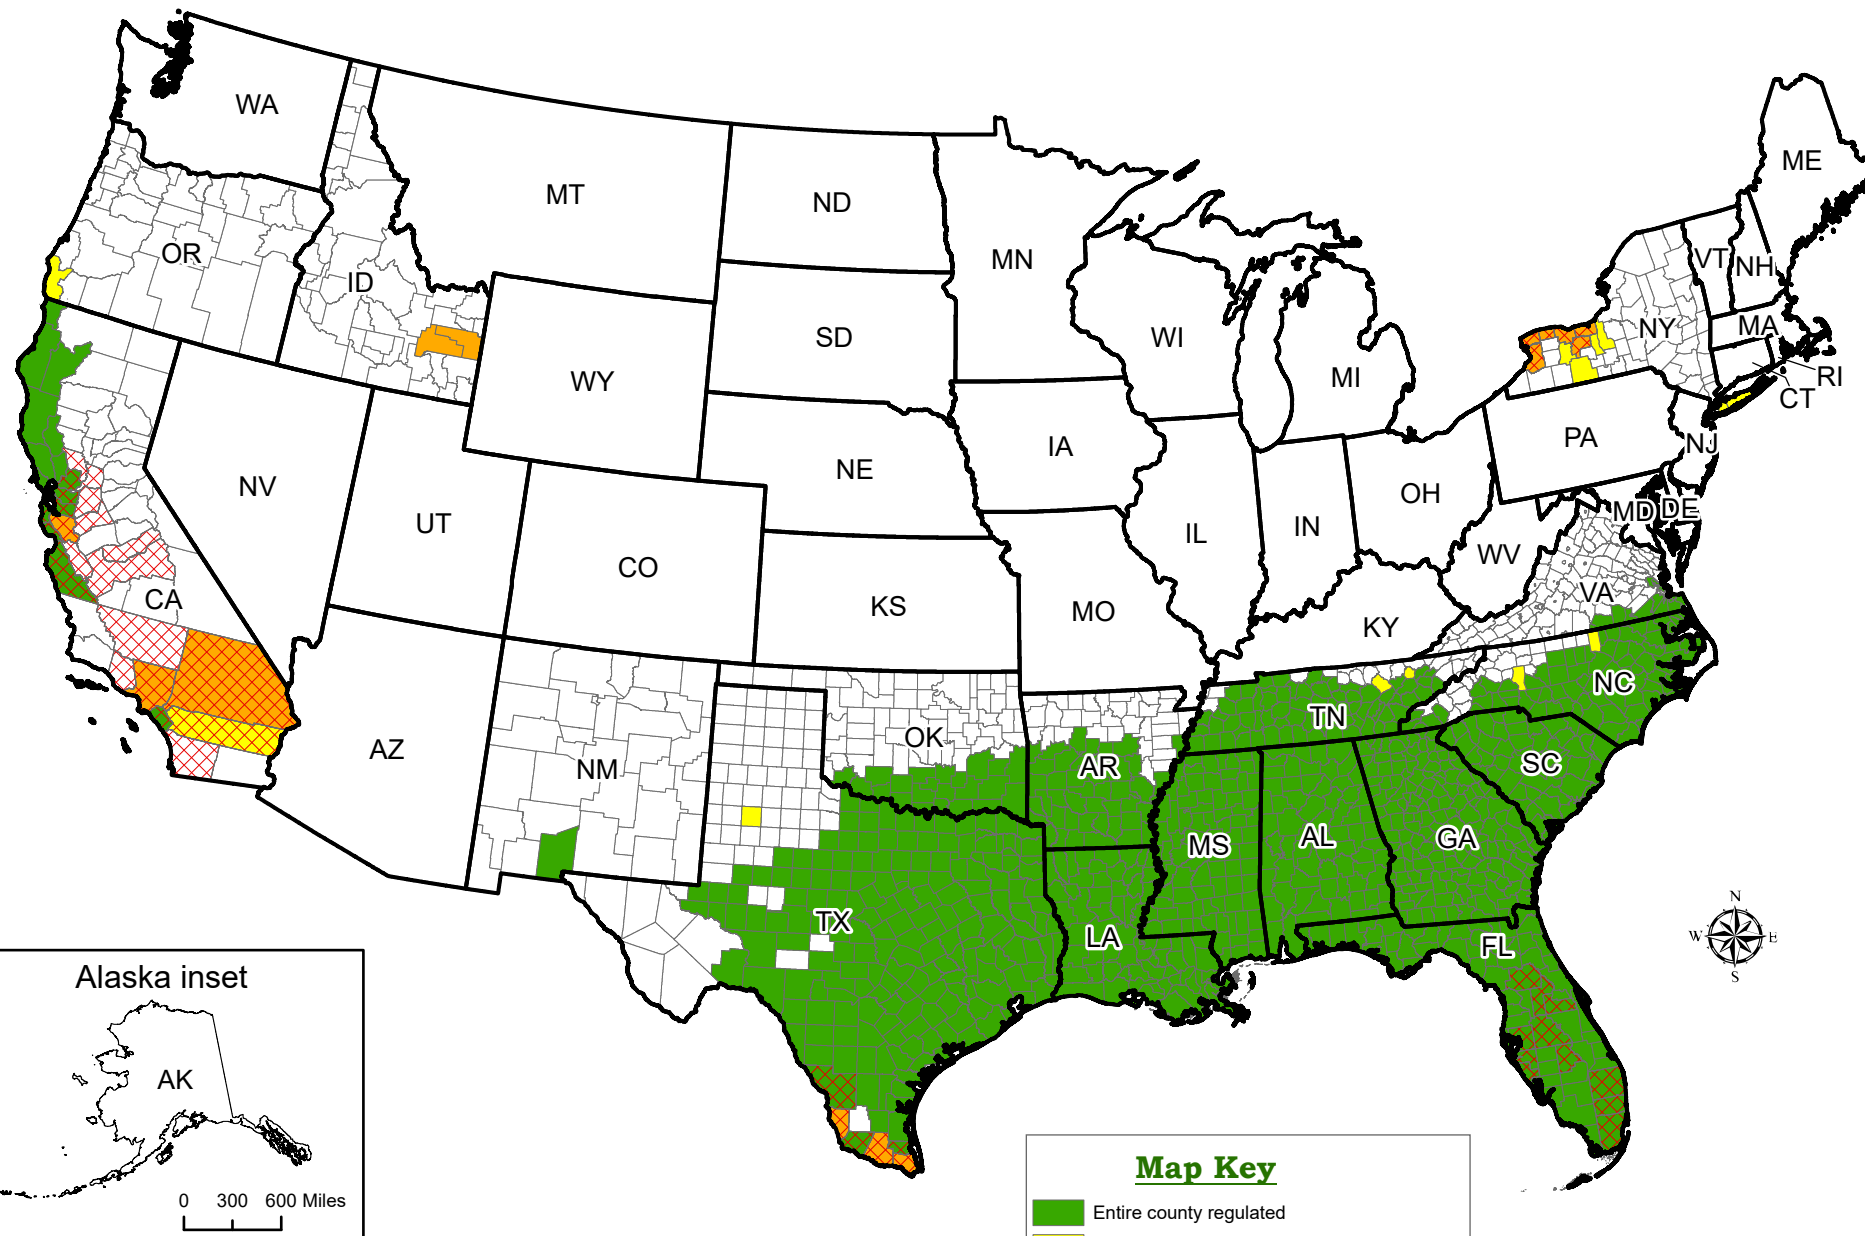 WA
ME
MT
ND
MN
OR
VT
NH
ID
SD
WI
NY
MA
WY
MI
RI
CT
IA
PA
NJ
NE
NV
OH
UT
IL
IN
MD
DE
CO
WV
KS
MO
VA
CA
KY
NC
TN
AZ
OK
NM
AR
SC
MS
AL
GA
TX
LA
FL
N
W
E
S
Alaska inset
AK
0 300 600 Miles
Map Key
Entire county regulated